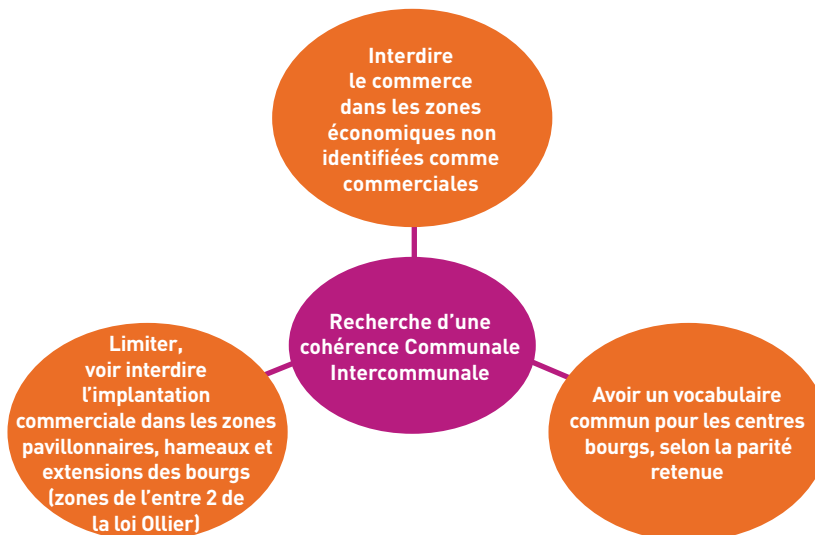 Interdire
le commerce
dans les zones
économiques non
identifiées comme
commerciales
Recherche d'une
cohérence Communale
Intercommunale
Limiter,
voir interdire
l'implantation
commerciale dans les zones
pavillonnaires, hameaux et
extensions des bourgs
(zones de l'entre 2 de
la loi Ollier)
Avoir un vocabulaire
commun pour les centres
bourgs, selon la parité
retenue